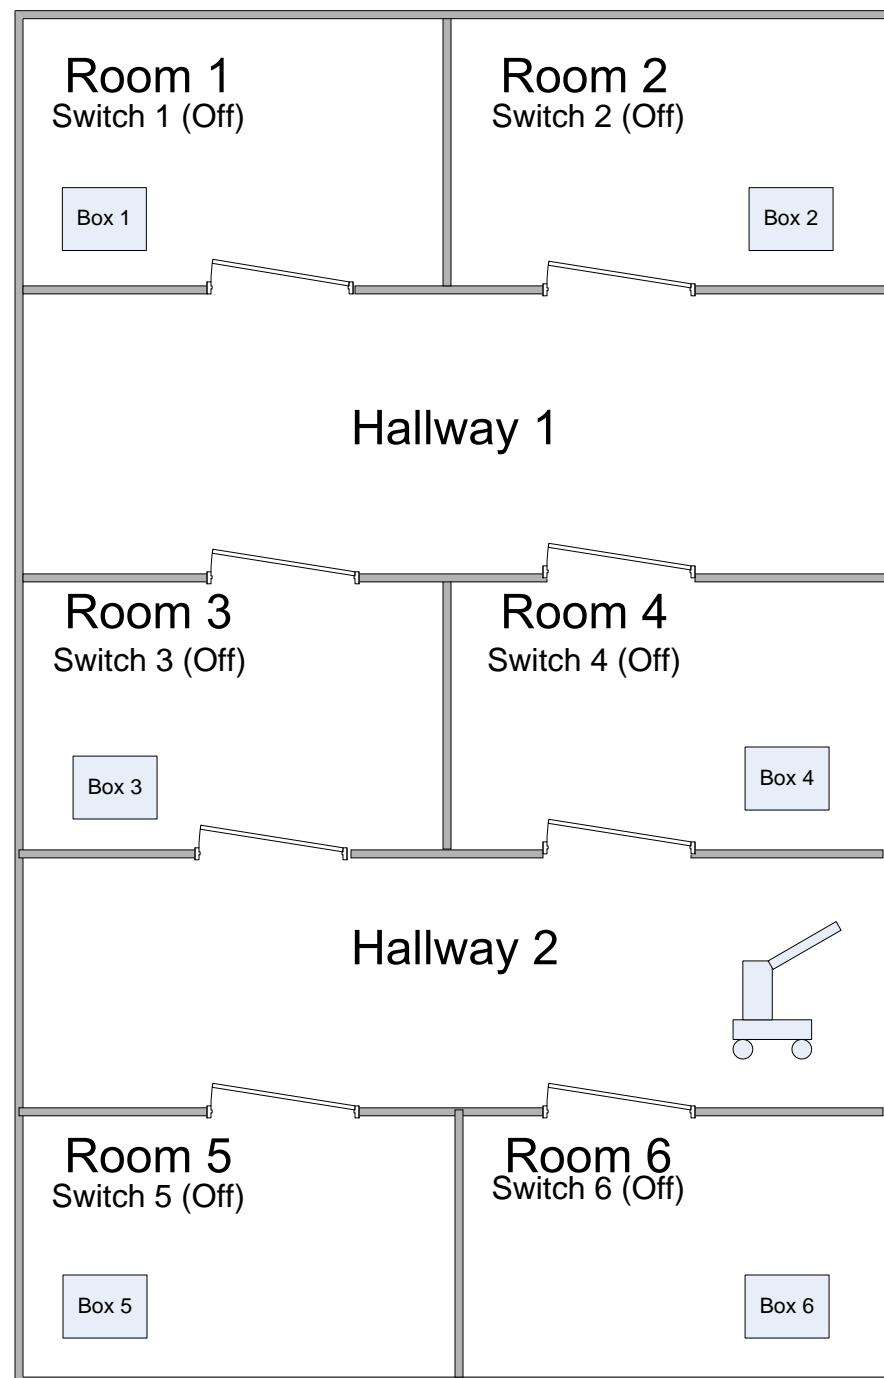 Room 1
Switch 1 (Off)
Box 1
Room 2
Switch 2 (Off)
Box 2
Hallway 1
Room 3
Switch 3 (Off)
Box 3
Room 4
Switch 4 (Off)
Box 4
Hallway 2
Room 5
Switch 5 (Off)
Box 5
Room 6
Switch 6 (Off)
Box 6